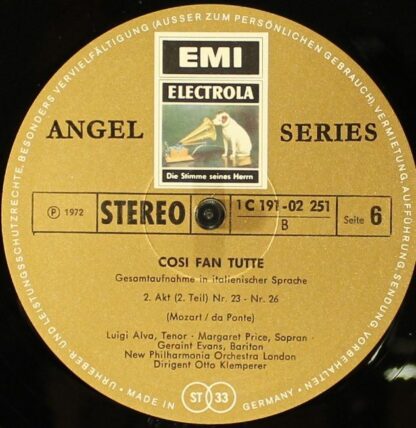 EMI
ELECTROLA
Die Stimme seines Herrn
ANGEL SERIES
℗ 1972
STEREO
1 C 191-02 251
B
Seite 6
COSI FAN TUTTE
Gesamtaufnahme in italienischer Sprache
2. Akt (2. Teil) Nr. 23 - Nr. 26
(Mozart / da Ponte)
Luigi Alva, Tenor · Margaret Price, Sopran ·
Geraint Evans, Bariton
New Philharmonia Orchestra London
Dirigent Otto Klemperer
ST 33
URHEBER - UND LEISTUNGSSCHUTZRECHTE, BESONDERS VERVIELFÄLTIGUNG (AUSSER ZUM PERSÖNLICHEN GEBRAUCH), VERMIETUNG, AUFFÜHRUNG, SENDUNG, VORBEHALTEN · MADE IN GERMANY ·